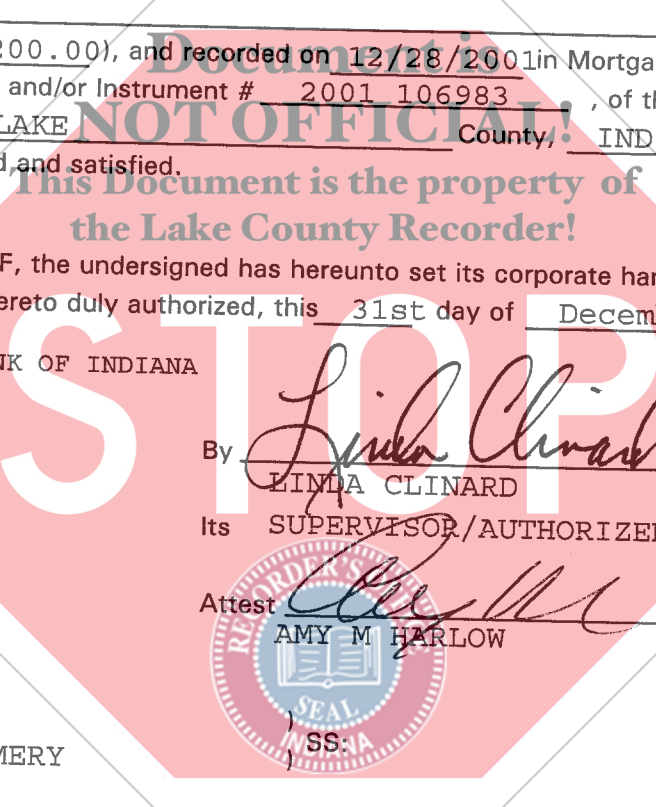 200.00), and recorded on 12/28/2001in Mortga
Document is
and/or Instrument # 2001 106983 , of th
NOT OFFICIAL!
LAKE County, IND
d and satisfied.
This Document is the property of
the Lake County Recorder!
F, the undersigned has hereunto set its corporate han
ereto duly authorized, this 31st day of Decem
STOP
NK OF INDIANA
By Linda Clinard
LINDA CLINARD
Its SUPERVISOR/AUTHORIZE
Attest
AMY M HARLOW
RECORDER'S OFFICE
SEAL
INDIANA
) SS:
)
MERY